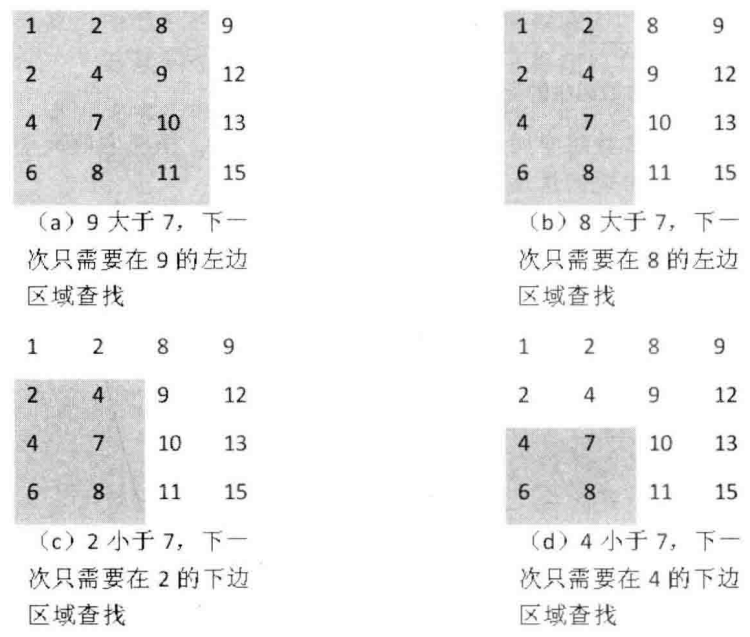 1 2 8 9
2 4 9 12
4 7 10 13
6 8 11 15
（a）9 大于 7，下一
次只需要在 9 的左边
区域查找
1 2 8 9
2 4 9 12
4 7 10 13
6 8 11 15
（b）8 大于 7，下一
次只需要在 8 的左边
区域查找
1 2 8 9
2 4 9 12
4 7 10 13
6 8 11 15
（c）2 小于 7，下一
次只需要在 2 的下边
区域查找
1 2 8 9
2 4 9 12
4 7 10 13
6 8 11 15
（d）4 小于 7，下一
次只需要在 4 的下边
区域查找